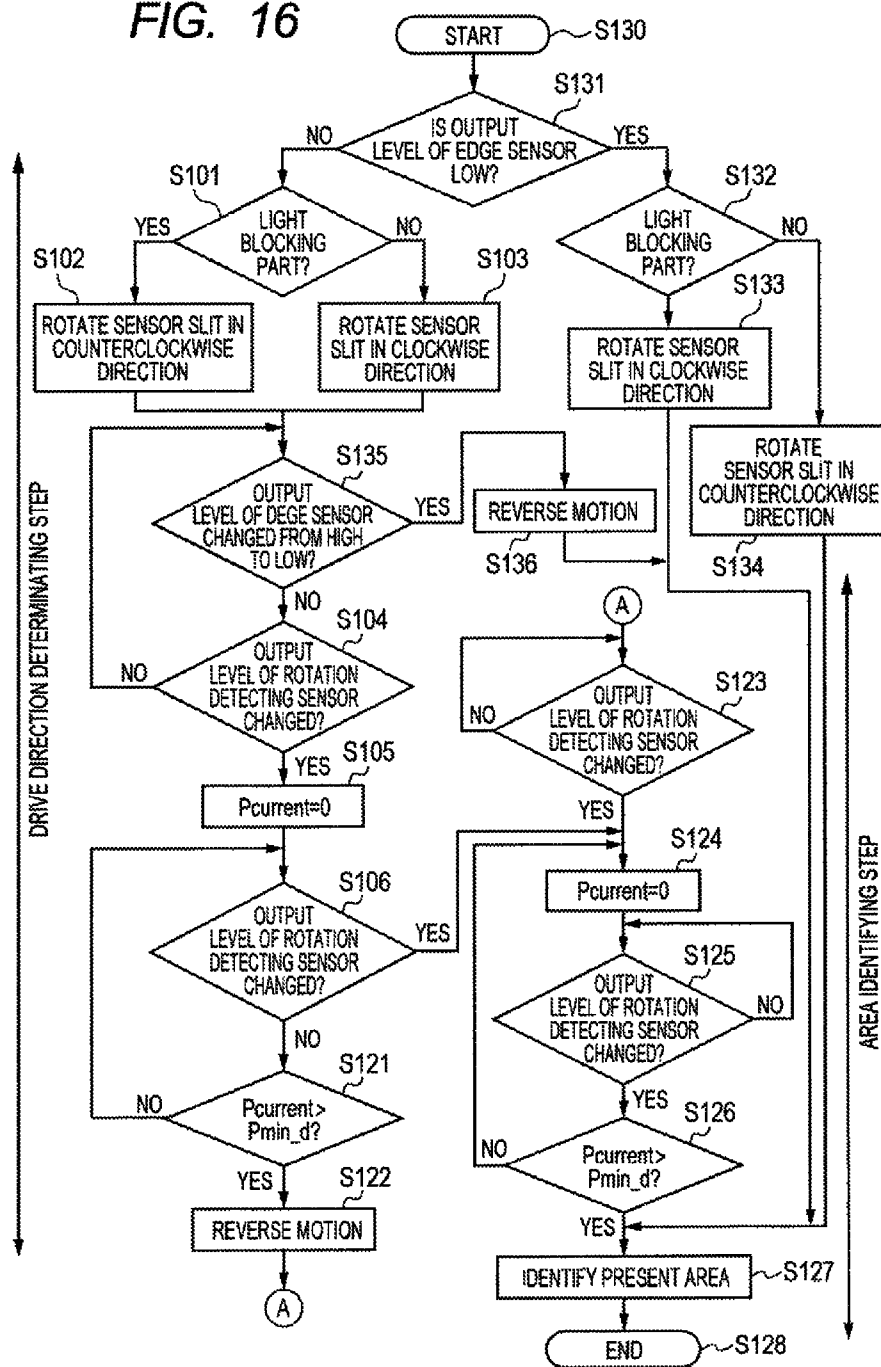 FIG. 16
START
S130
S131
IS OUTPUT
LEVEL OF EDGE SENSOR
LOW?
NO
YES
S101
LIGHT
BLOCKING
PART?
YES
NO
S132
LIGHT
BLOCKING
PART?
NO
S102
ROTATE SENSOR SLIT IN
COUNTERCLOCKWISE
DIRECTION
S103
ROTATE SENSOR
SLIT IN CLOCKWISE
DIRECTION
S133
ROTATE SENSOR
SLIT IN CLOCKWISE
DIRECTION
ROTATE
SENSOR SLIT IN
COUNTERCLOCKWISE
DIRECTION
S134
S135
OUTPUT
LEVEL OF DEGE SENSOR
CHANGED FROM HIGH
TO LOW?
YES
NO
REVERSE MOTION
S136
S104
OUTPUT
LEVEL OF ROTATION
DETECTING SENSOR
CHANGED?
NO
YES
S105
Pcurrent=0
S106
OUTPUT
LEVEL OF ROTATION
DETECTING SENSOR
CHANGED?
YES
NO
S121
Pcurrent>
Pmin_d?
NO
YES
S122
REVERSE MOTION
A
A
S123
OUTPUT
LEVEL OF ROTATION
DETECTING SENSOR
CHANGED?
NO
YES
S124
Pcurrent=0
S125
OUTPUT
LEVEL OF ROTATION
DETECTING SENSOR
CHANGED?
NO
YES
S126
Pcurrent>
Pmin_d?
NO
YES
IDENTIFY PRESENT AREA
S127
END
S128
DRIVE DIRECTION DETERMINATING STEP
AREA IDENTIFYING STEP